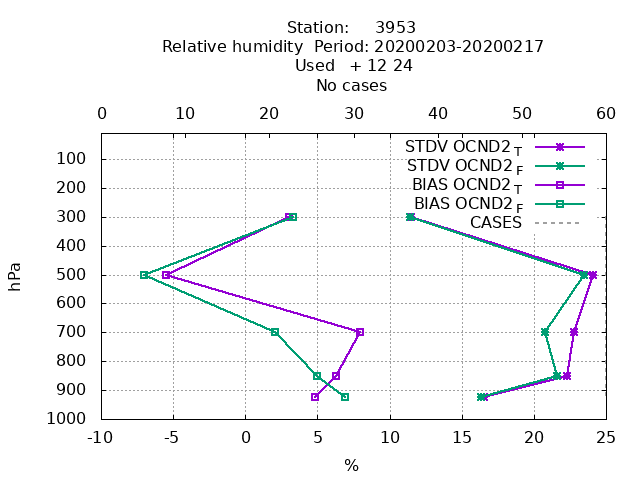 Station: 3953
Relative humidity Period: 20200203-20200217
Used + 12 24
No cases
0 10 20 30 40 50 60
STDV OCND2 T
STDV OCND2 F
BIAS OCND2 T
BIAS OCND2 F
CASES
100
200
300
400
500
600
700
800
900
1000
hPa
-10 -5 0 5 10 15 20 25
%